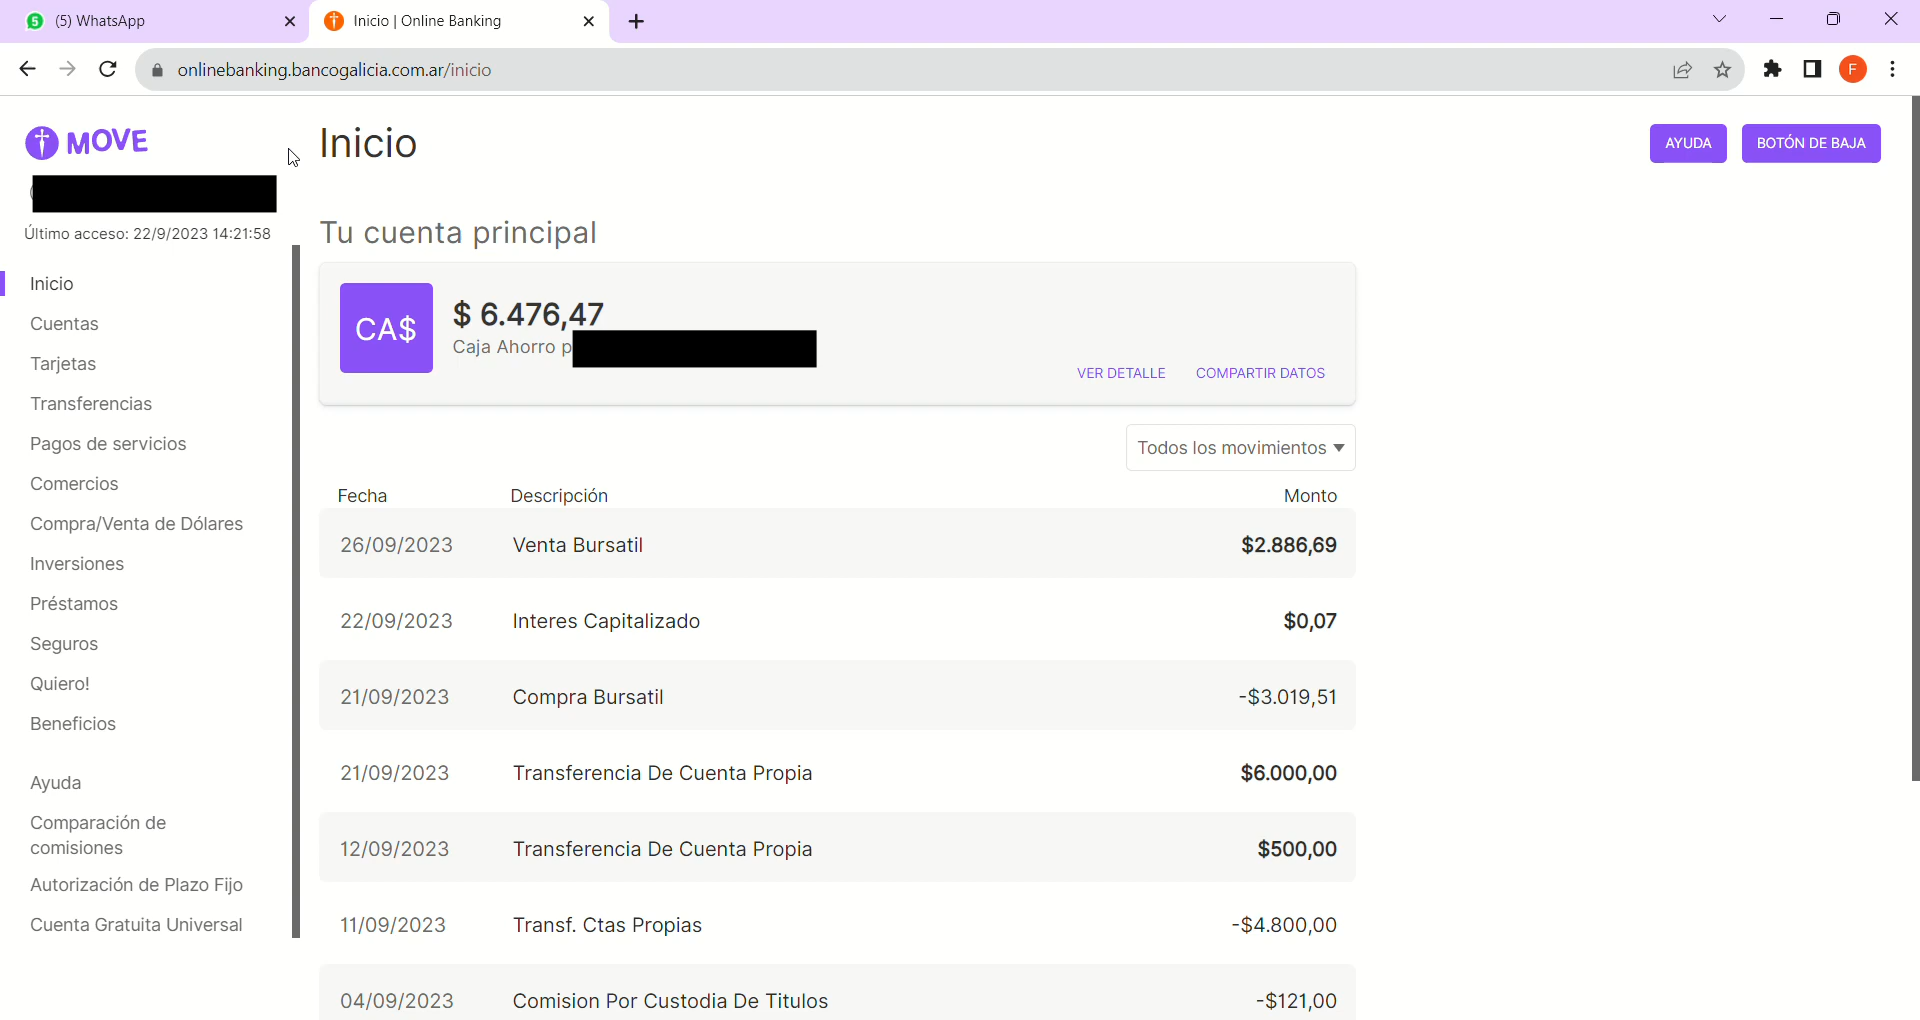 5 (5) WhatsApp
Inicio | Online Banking
onlinebanking.bancogalicia.com.ar/inicio
F
MOVE
Último acceso: 22/9/2023 14:21:58
Inicio
Cuentas
Tarjetas
Transferencias
Pagos de servicios
Comercios
Compra/Venta de Dólares
Inversiones
Préstamos
Seguros
Quiero!
Beneficios
Ayuda
Comparación de
comisiones
Autorización de Plazo Fijo
Cuenta Gratuita Universal
Inicio
AYUDA
BOTÓN DE BAJA
Tu cuenta principal
CA$
$ 6.476,47
Caja Ahorro p
VER DETALLE
COMPARTIR DATOS
Todos los movimientos
Fecha Descripción Monto
26/09/2023 Venta Bursatil $2.886,69
22/09/2023 Interes Capitalizado $0,07
21/09/2023 Compra Bursatil -$3.019,51
21/09/2023 Transferencia De Cuenta Propia $6.000,00
12/09/2023 Transferencia De Cuenta Propia $500,00
11/09/2023 Transf. Ctas Propias -$4.800,00
04/09/2023 Comision Por Custodia De Titulos -$121,00